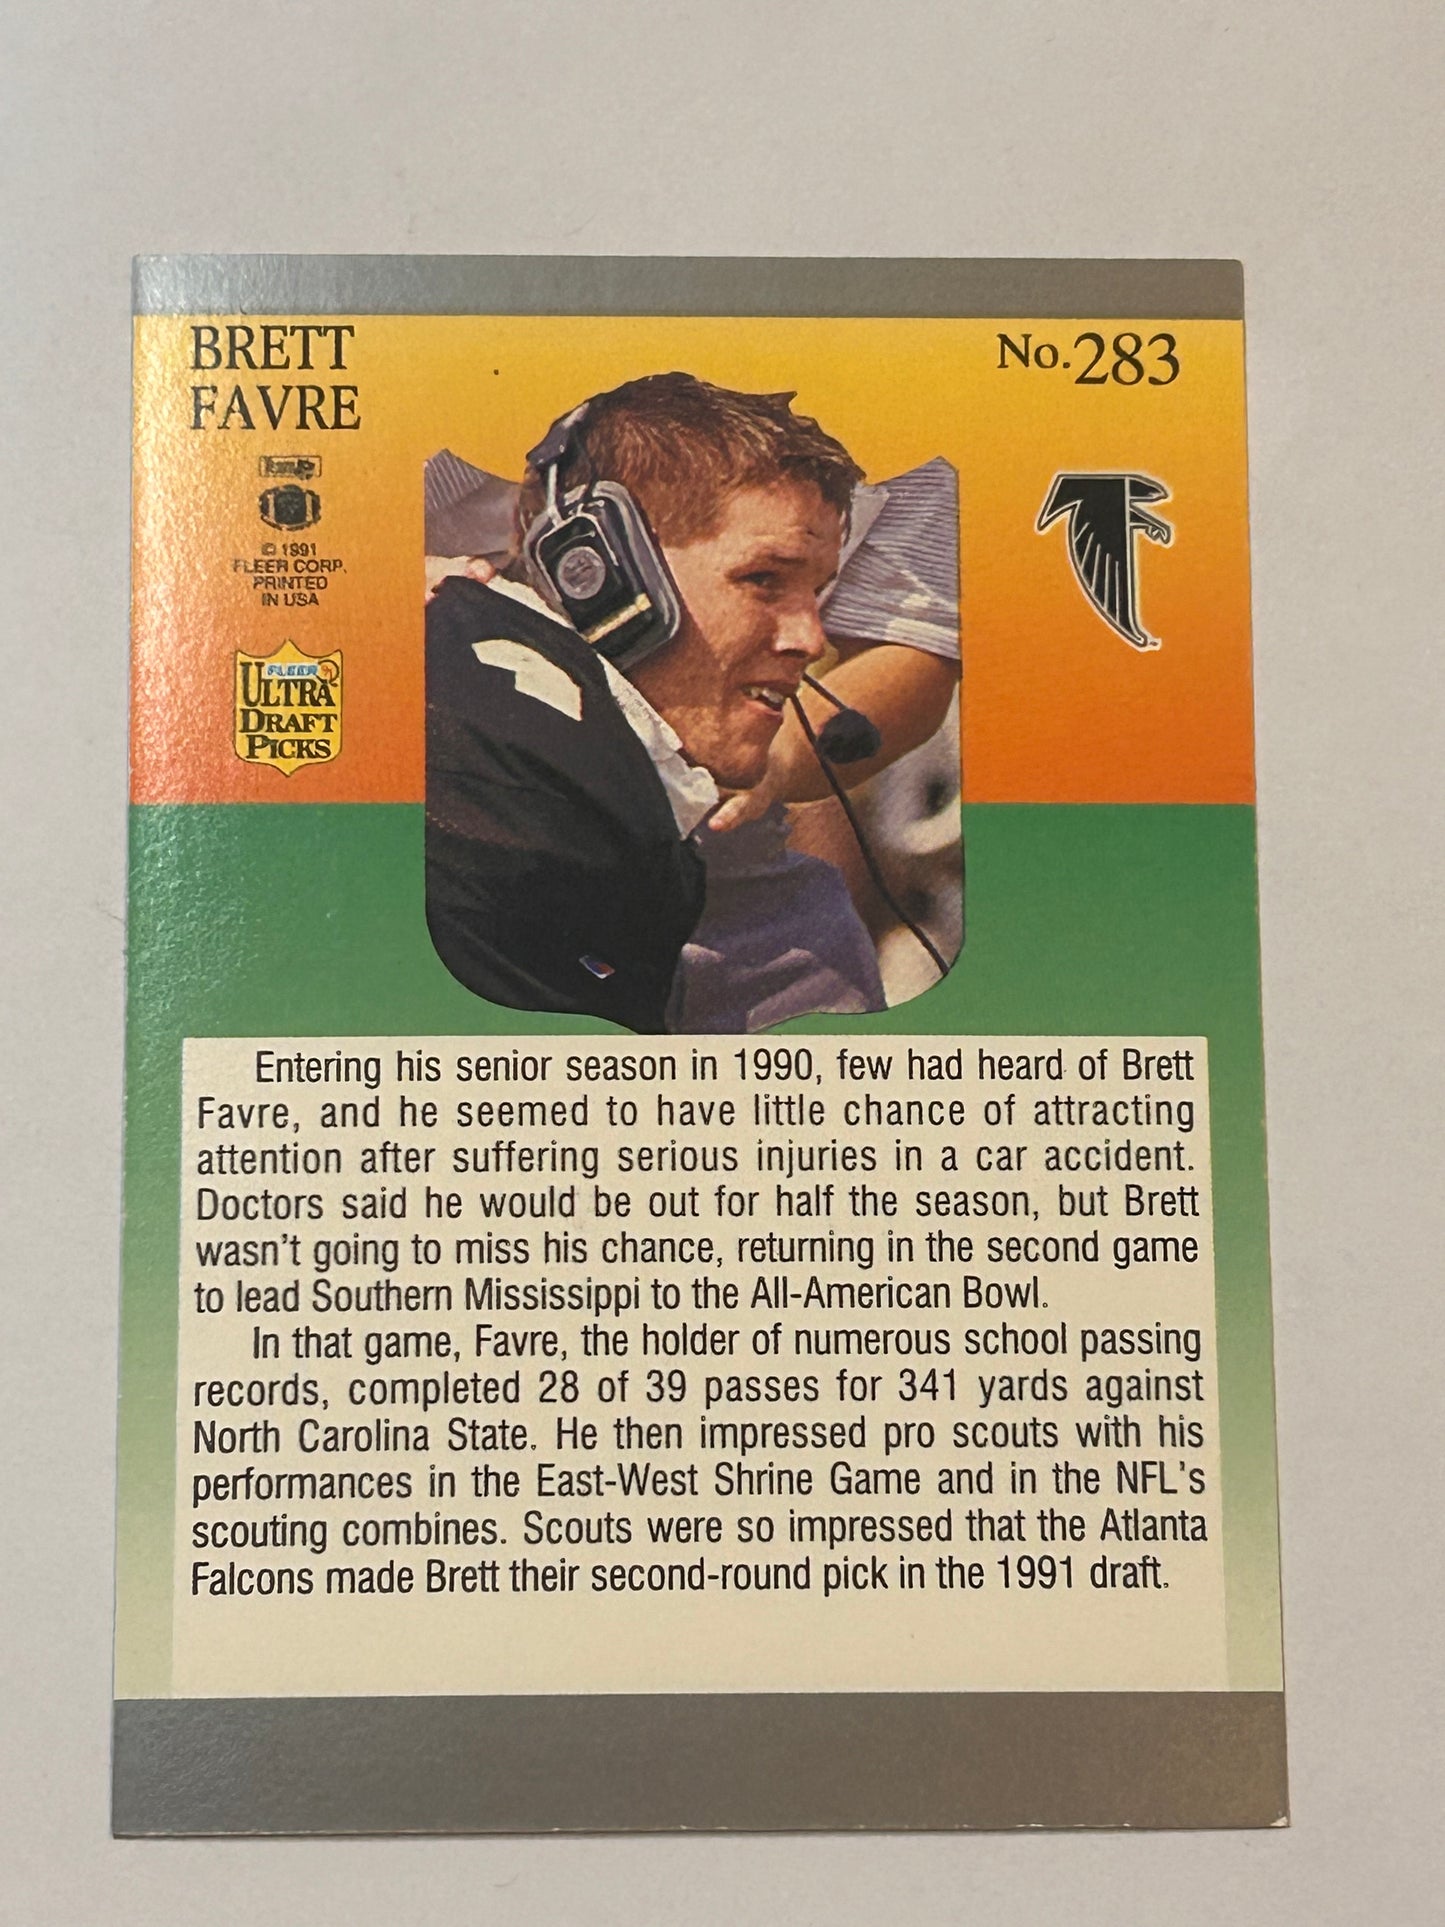 BRETT
FAVRE
No.283
© 1991
FLEER CORP.
PRINTED
IN USA
FLEER
ULTRA
DRAFT
PICKS
Entering his senior season in 1990, few had heard of Brett
Favre, and he seemed to have little chance of attracting
attention after suffering serious injuries in a car accident.
Doctors said he would be out for half the season, but Brett
wasn't going to miss his chance, returning in the second game
to lead Southern Mississippi to the All-American Bowl.
In that game, Favre, the holder of numerous school passing
records, completed 28 of 39 passes for 341 yards against
North Carolina State. He then impressed pro scouts with his
performances in the East-West Shrine Game and in the NFL's
scouting combines. Scouts were so impressed that the Atlanta
Falcons made Brett their second-round pick in the 1991 draft.